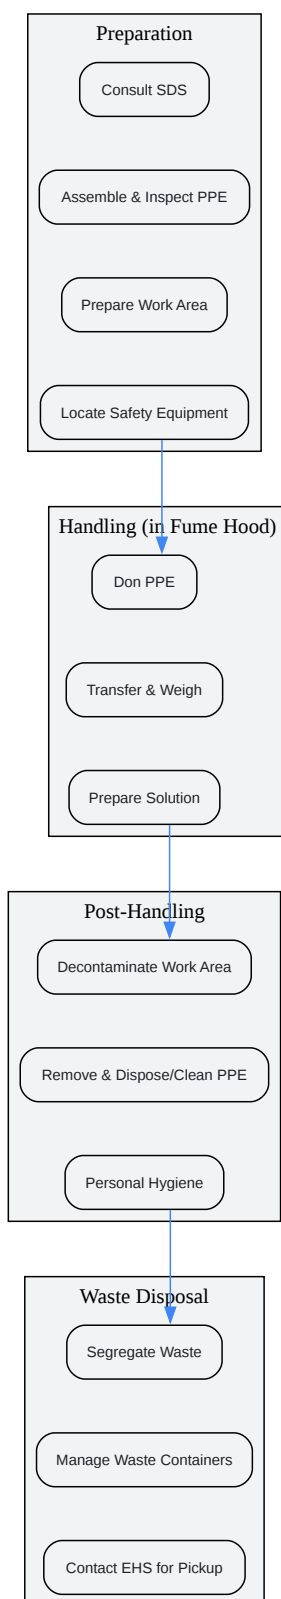 Preparation
Consult SDS
Assemble & Inspect PPE
Prepare Work Area
Locate Safety Equipment
Handling (in Fume Hood)
Don PPE
Transfer & Weigh
Prepare Solution
Post-Handling
Decontaminate Work Area
Remove & Dispose/Clean PPE
Personal Hygiene
Waste Disposal
Segregate Waste
Manage Waste Containers
Contact EHS for Pickup